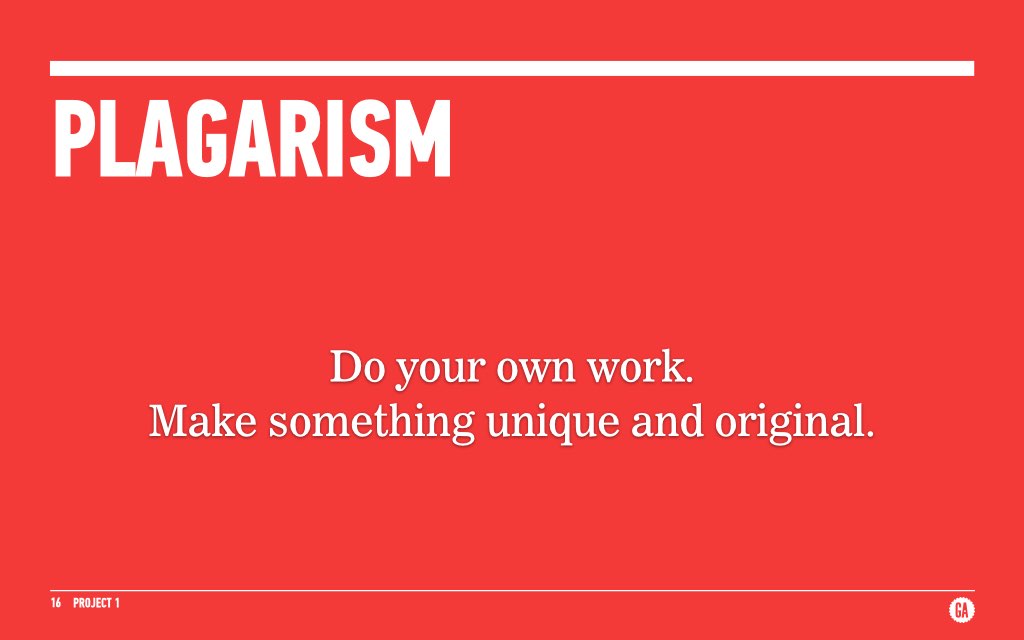 PLAGARISM
Do your own work.
Make something unique and original.
16 PROJECT 1
GA